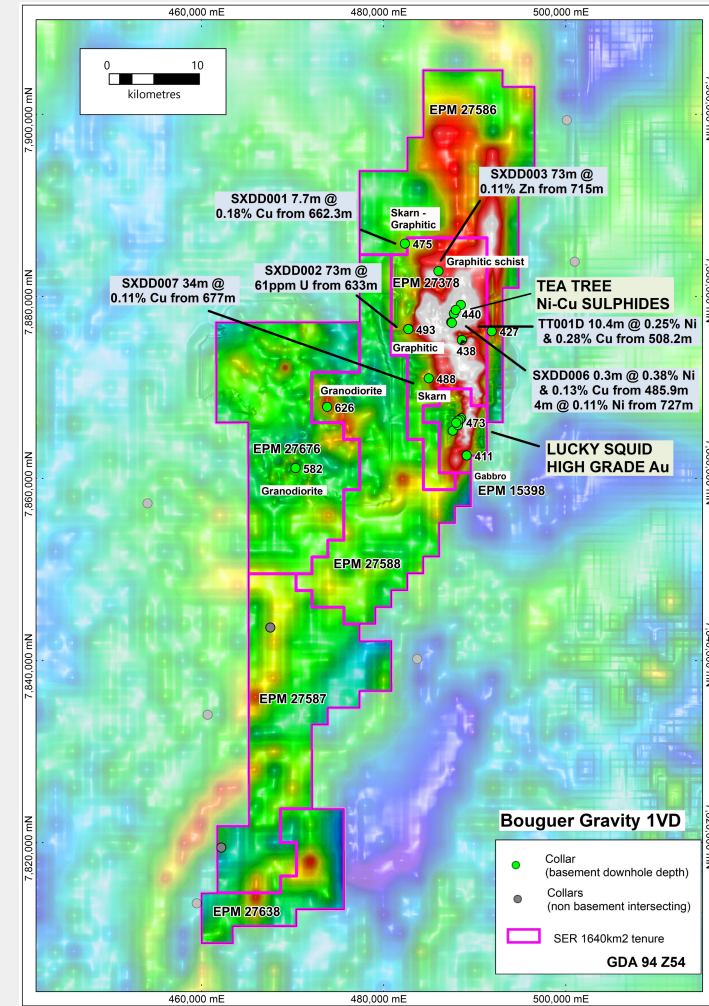 460,000 mE
480,000 mE
500,000 mE
0
10
kilometres
EPM 27586
7,900,000 mN
SXDD003 73m @
0.11% Zn from 715m
SXDD001 7.7m @
0.18% Cu from 662.3m
Skarn -
Graphitic
475
Graphitic schist
SXDD002 73m @
61ppm U from 633m
EPM 27378
SXDD007 34m @
0.11% Cu from 677m
TEA TREE
Ni-Cu SULPHIDES
7,880,000 mN
440
493
427
TT001D 10.4m @ 0.25% Ni
& 0.28% Cu from 508.2m
Graphitic
438
488
SXDD006 0.3m @ 0.38% Ni
& 0.13% Cu from 485.9m
4m @ 0.11% Ni from 727m
Granodiorite
Skarn
626
473
EPM 27676
LUCKY SQUID
HIGH GRADE Au
411
582
Gabbro
Granodiorite
EPM 15398
7,860,000 mN
EPM 27588
7,840,000 mN
EPM 27587
7,820,000 mN
Bouguer Gravity 1VD
Collar
(basement downhole depth)
Collars
(non basement intersecting)
SER 1640km2 tenure
GDA 94 Z54
EPM 27638
460,000 mE
480,000 mE
500,000 mE